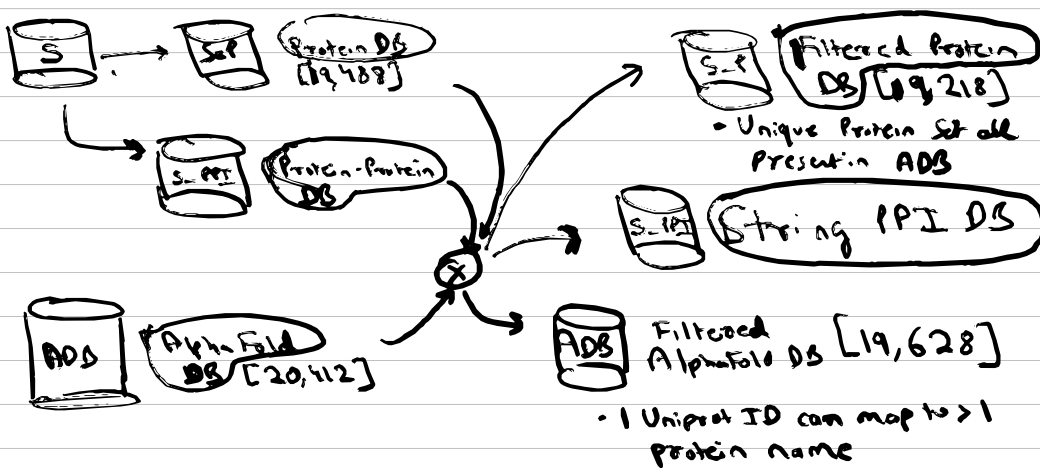 S
S_P
Protein DB
[19,488]
S_PPI
Protein-Protein
DB
ADB
AlphaFold
DB [20,412]
X
S_P
Filtered Protein
DB [19,218]
• Unique Protein Set all
Present in ADB
S_PPI
String PPI DB
ADB
Filtered
AlphaFold DB [19,628]
• 1 Uniprot ID can map to > 1
protein name